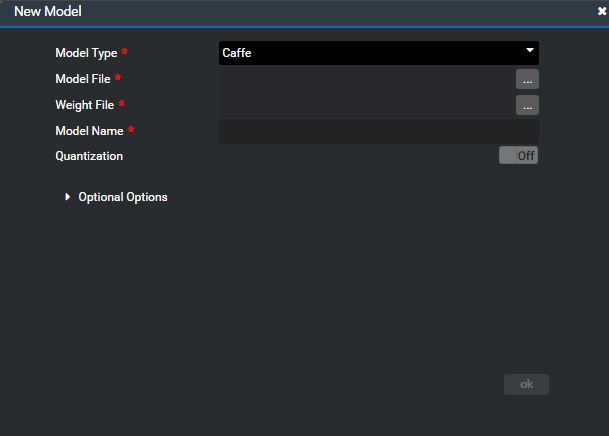 New Model
Model Type *
Caffe
Model File *
...
Weight File *
...
Model Name *
Quantization
Off
Optional Options
ok